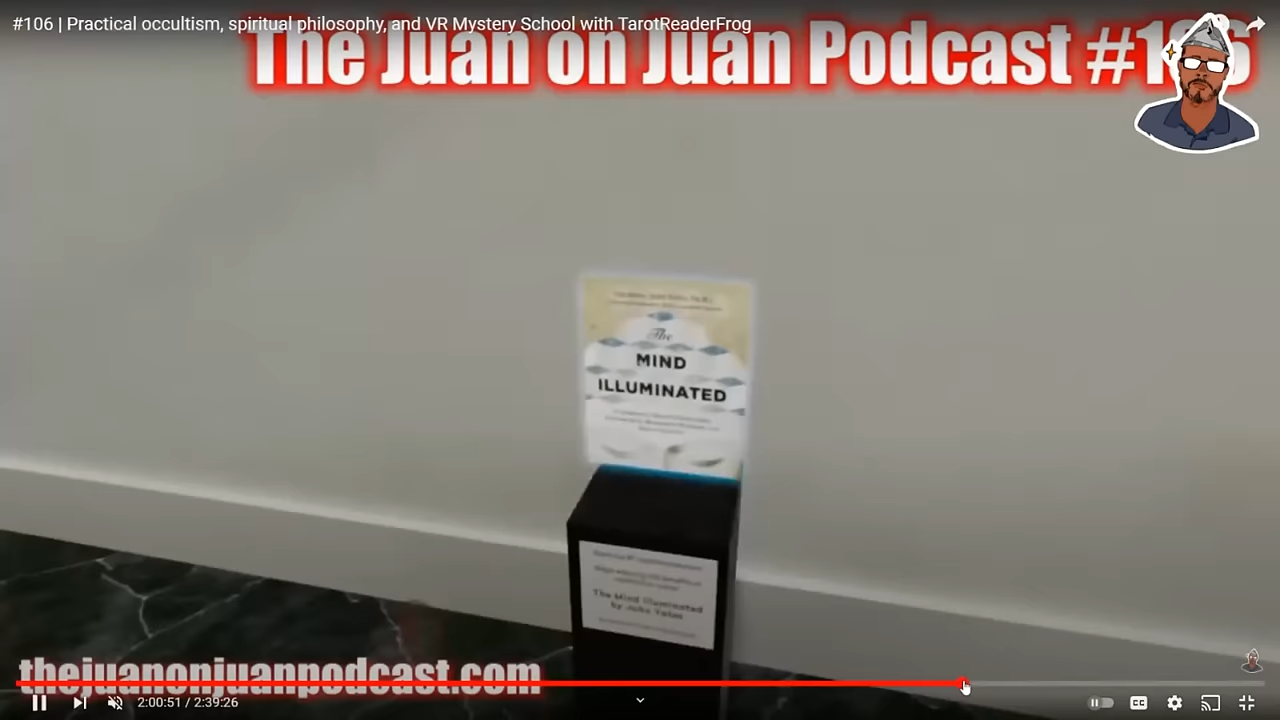 #106 | Practical occultism, spiritual philosophy, and VR Mystery School with TarotReaderFrog
The Juan on Juan Podcast #106
The
MIND
ILLUMINATED
The Mind Illuminated
by John Yates
thejuanonjuanpodcast.com
2:00:51 / 2:39:26
CC